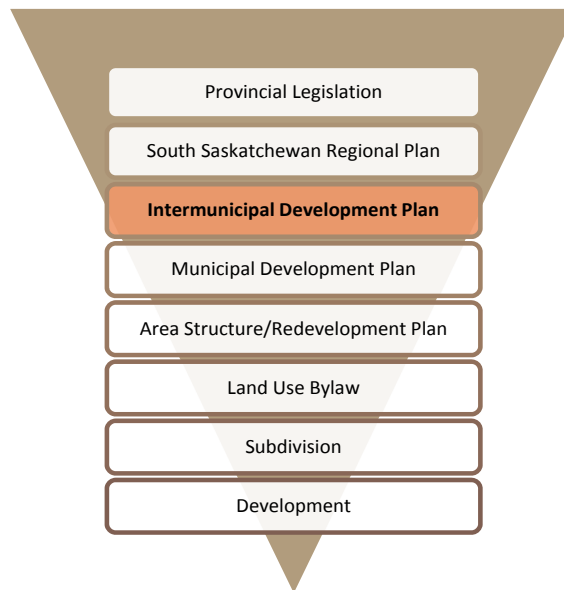 Provincial Legislation
South Saskatchewan Regional Plan
Intermunicipal Development Plan
Municipal Development Plan
Area Structure/Redevelopment Plan
Land Use Bylaw
Subdivision
Development